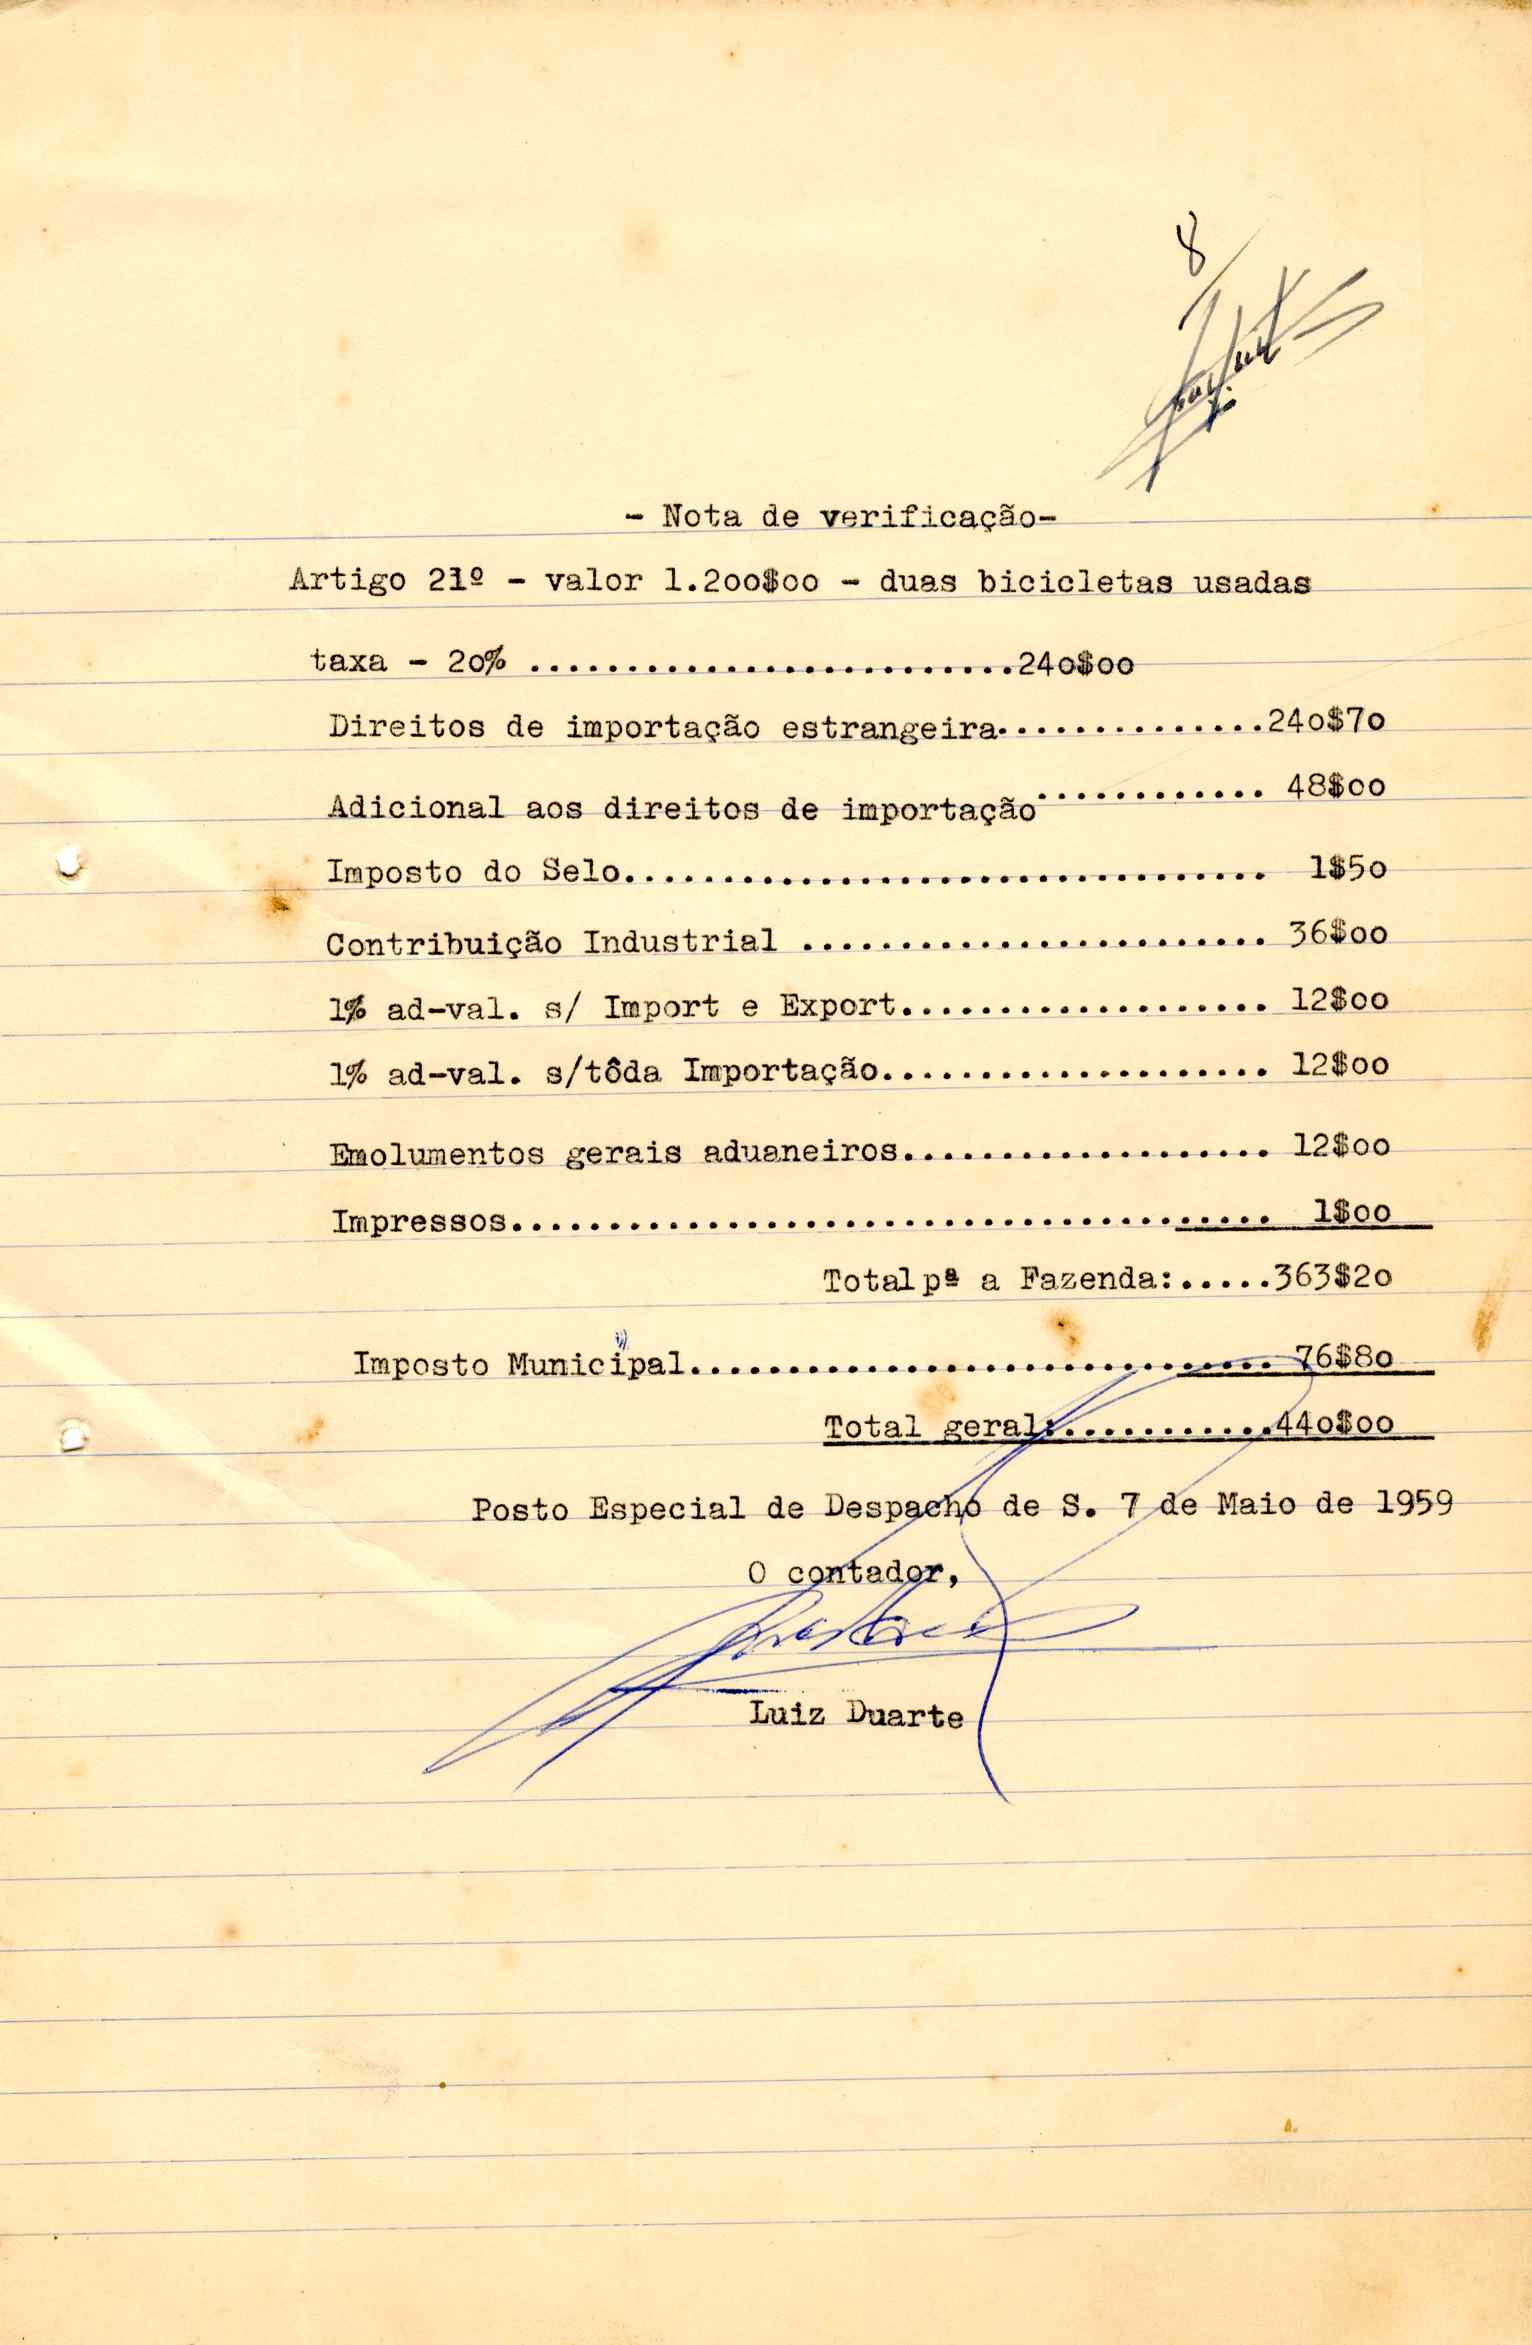 8
- Nota de verificação-
Artigo 21º - valor 1.200$00 - duas bicicletas usadas
taxa - 20% .........................240$00
Direitos de importação estrangeira..............240$70
Adicional aos direitos de importação............ 48$00
Imposto do Selo................................. 1$50
Contribuição Industrial ........................ 36$00
1% ad-val. s/ Import e Export................... 12$00
1% ad-val. s/tôda Importação.................... 12$00
Emolumentos gerais aduaneiros................... 12$00
Impressos....................................... 1$00
Total pª a Fazenda:.....363$20
Imposto Municipal.............................. 76$80
Total geral:...........440$00
Posto Especial de Despacho de S. 7 de Maio de 1959
O contador,
Luiz Duarte